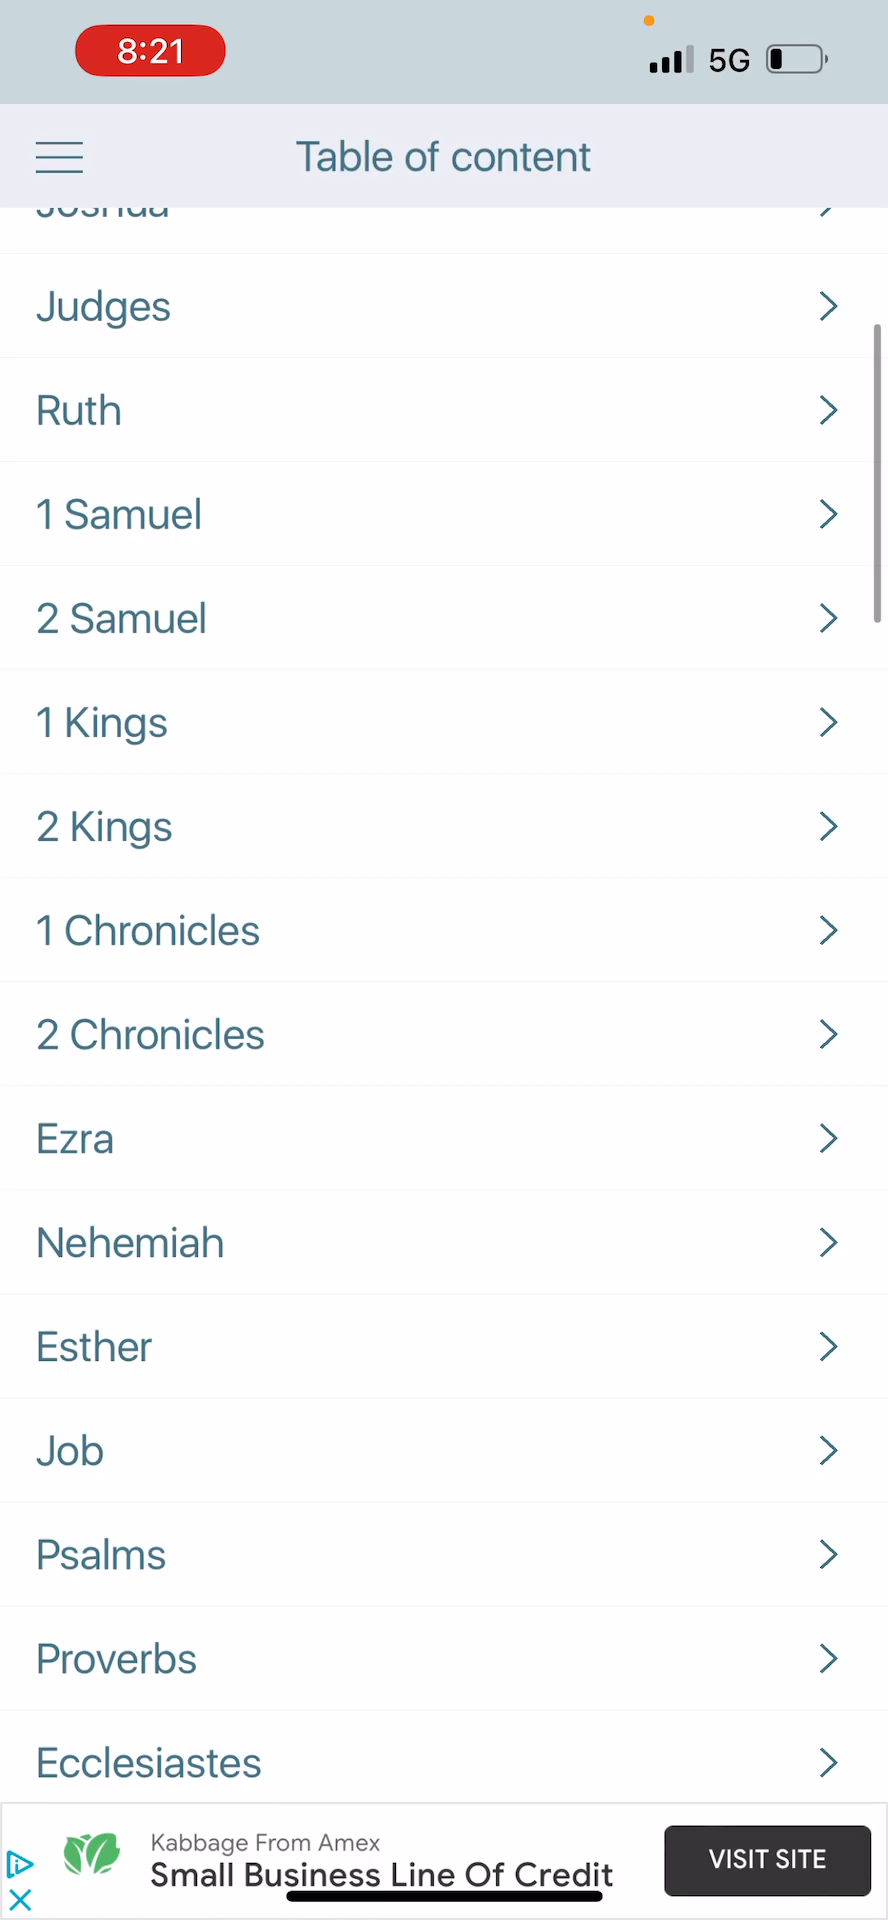 8:21
5G
Table of content
Joshua
Judges
Ruth
1 Samuel
2 Samuel
1 Kings
2 Kings
1 Chronicles
2 Chronicles
Ezra
Nehemiah
Esther
Job
Psalms
Proverbs
Ecclesiastes
Kabbage From Amex
Small Business Line Of Credit
VISIT SITE